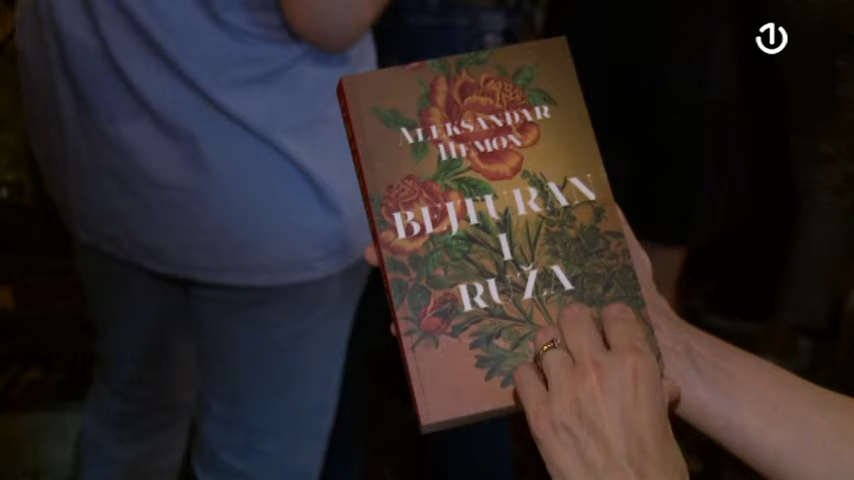 ALEKSANDAR
HEMON
BEJTURAN
I
RUŽA